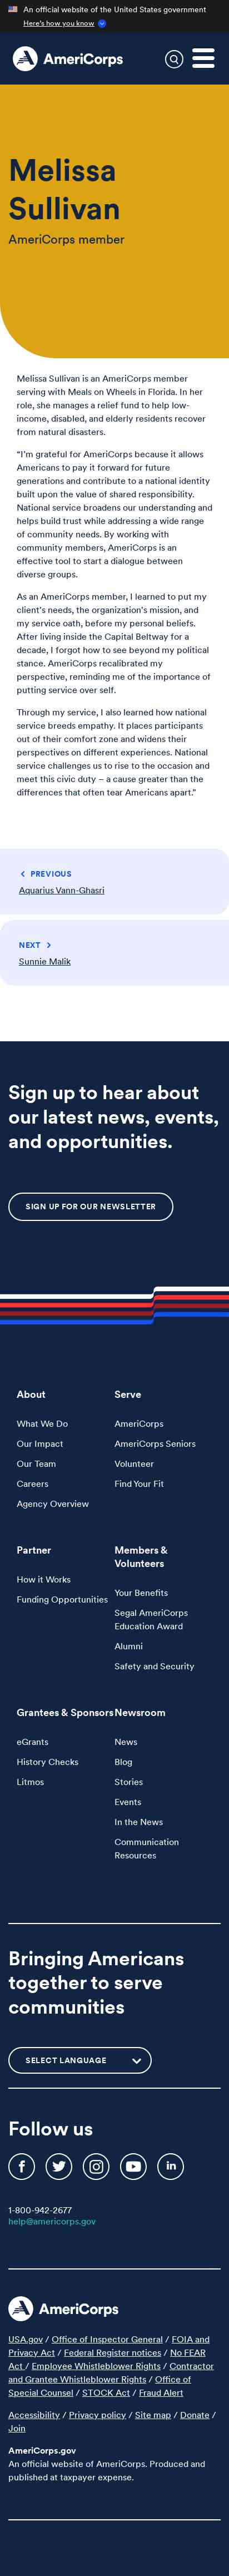 An official website of the United States government
Here's how you know
AmeriCorps
Melissa
Sullivan
AmeriCorps member
Melissa Sullivan is an AmeriCorps member
serving with Meals on Wheels in Florida. In her
role, she manages a relief fund to help low-
income, disabled, and elderly residents recover
from natural disasters.
“I’m grateful for AmeriCorps because it allows
Americans to pay it forward for future
generations and contribute to a national identity
built upon the value of shared responsibility.
National service broadens our understanding and
helps build trust while addressing a wide range
of community needs. By working with
community members, AmeriCorps is an
effective tool to start a dialogue between
diverse groups.
As an AmeriCorps member, I learned to put my
client’s needs, the organization’s mission, and
my service oath, before my personal beliefs.
After living inside the Capital Beltway for a
decade, I forgot how to see beyond my political
stance. AmeriCorps recalibrated my
perspective, reminding me of the importance of
putting service over self.
Through my service, I also learned how national
service breeds empathy. It places participants
out of their comfort zone and widens their
perspectives on different experiences. National
service challenges us to rise to the occasion and
meet this civic duty – a cause greater than the
differences that often tear Americans apart.”
PREVIOUS
Aquarius Vann-Ghasri
NEXT
Sunnie Malik
Sign up to hear about
our latest news, events,
and opportunities.
SIGN UP FOR OUR NEWSLETTER
About
What We Do
Our Impact
Our Team
Careers
Agency Overview
Serve
AmeriCorps
AmeriCorps Seniors
Volunteer
Find Your Fit
Partner
How it Works
Funding Opportunities
Members &
Volunteers
Your Benefits
Segal AmeriCorps
Education Award
Alumni
Safety and Security
Grantees & Sponsors
eGrants
History Checks
Litmos
Newsroom
News
Blog
Stories
Events
In the News
Communication
Resources
Bringing Americans
together to serve
communities
SELECT LANGUAGE
Follow us
1-800-942-2677
help@americorps.gov
AmeriCorps
USA.gov / Office of Inspector General / FOIA and
Privacy Act / Federal Register notices / No FEAR
Act / Employee Whistleblower Rights / Contractor
and Grantee Whistleblower Rights / Office of
Special Counsel / STOCK Act / Fraud Alert
Accessibility / Privacy policy / Site map / Donate /
Join
AmeriCorps.gov
An official website of AmeriCorps. Produced and
published at taxpayer expense.